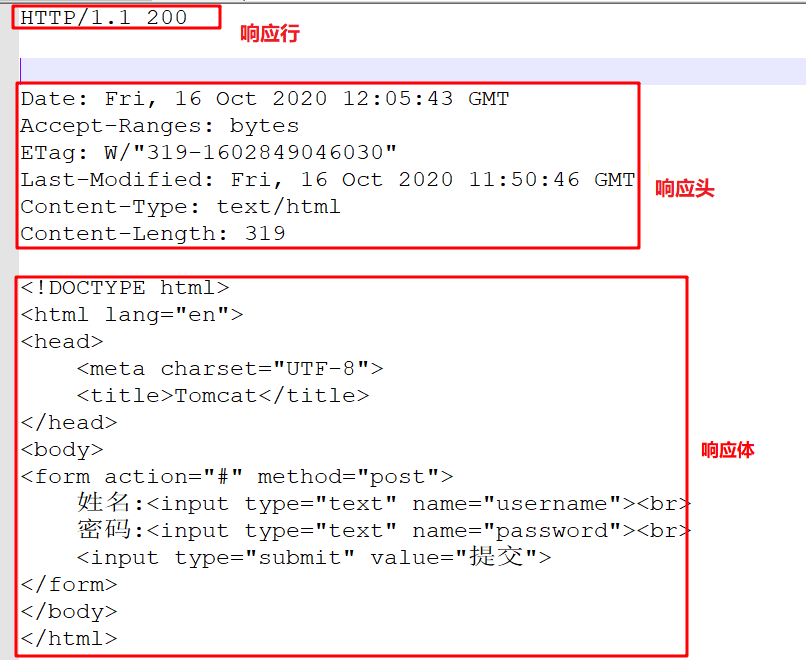 HTTP/1.1 200
响应行
Date: Fri, 16 Oct 2020 12:05:43 GMT
Accept-Ranges: bytes
ETag: W/"319-1602849046030"
Last-Modified: Fri, 16 Oct 2020 11:50:46 GMT
响应头
Content-Type: text/html
Content-Length: 319
<!DOCTYPE html>
<html lang="en">
<head>
    <meta charset="UTF-8">
    <title>Tomcat</title>
</head>
<body>
响应体
<form action="#" method="post">
    姓名:<input type="text" name="username"><br>
    密码:<input type="text" name="password"><br>
    <input type="submit" value="提交">
</form>
</body>
</html>